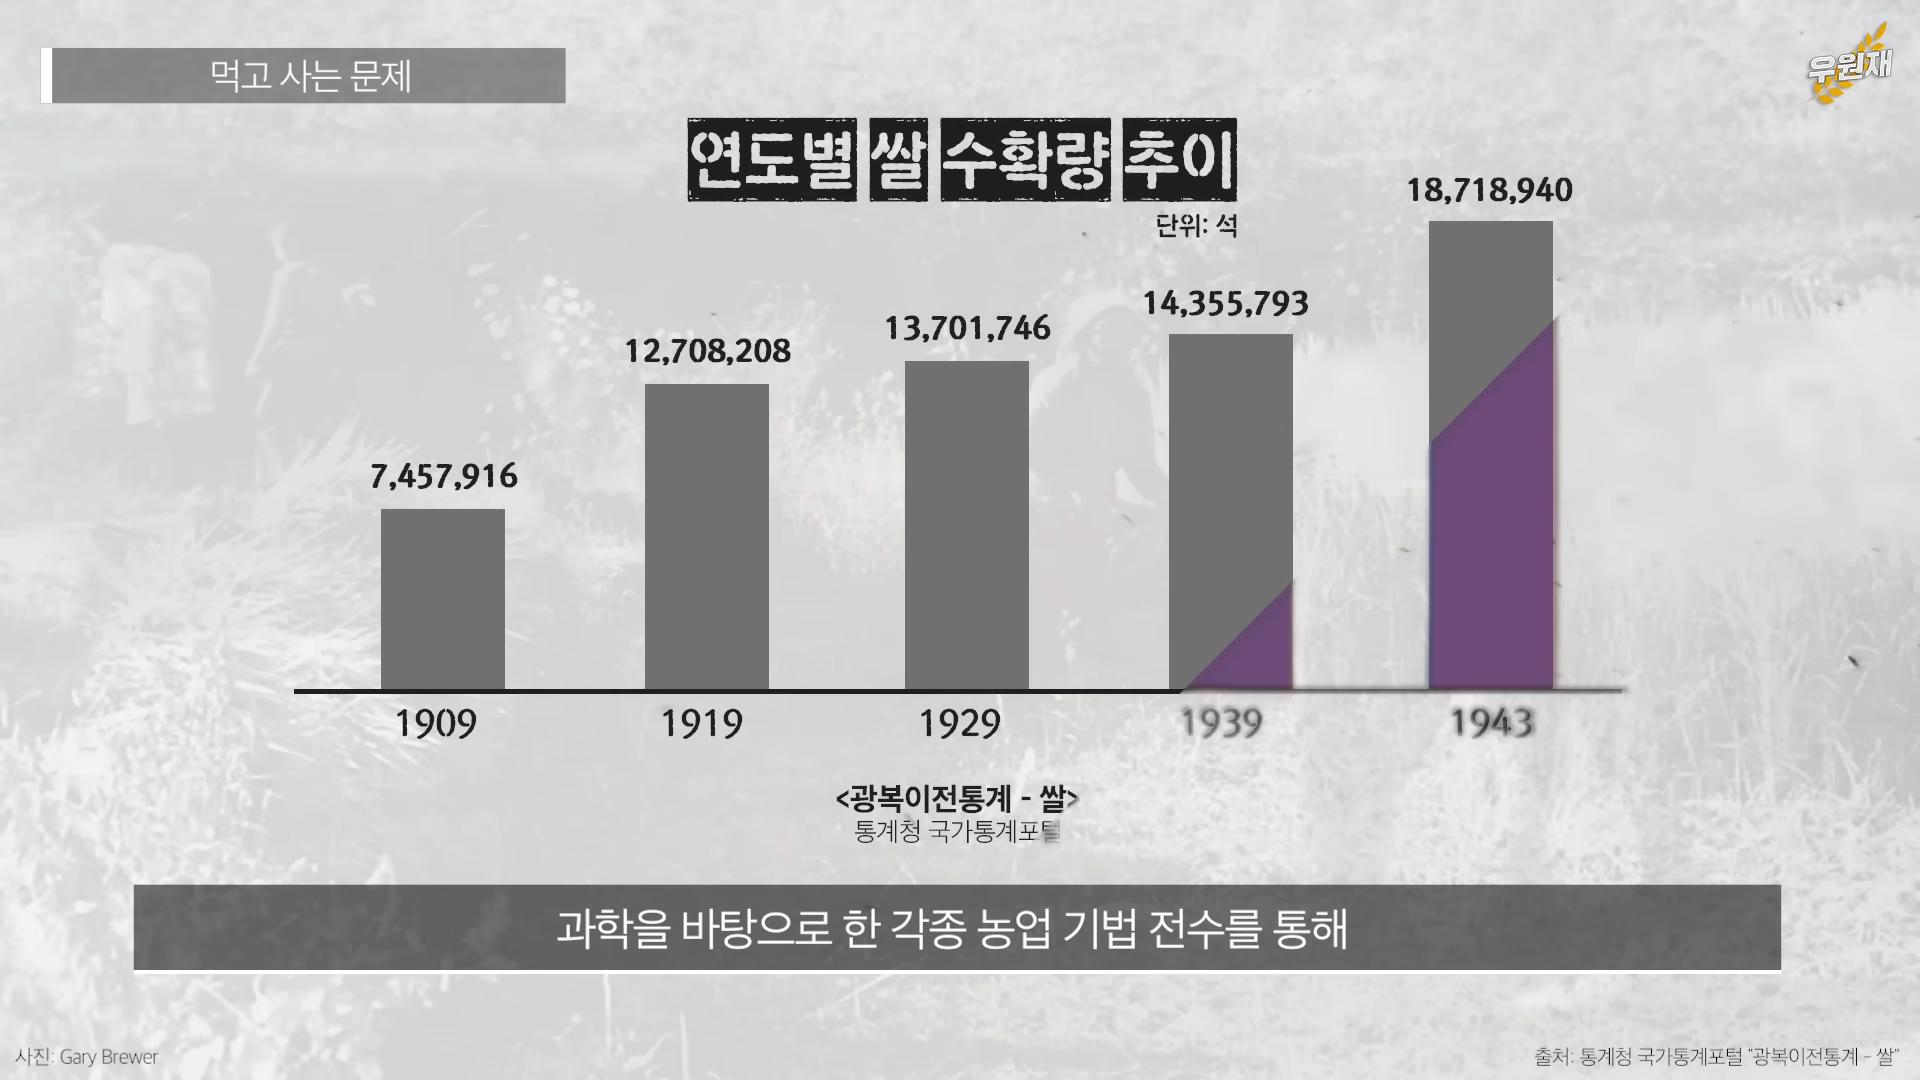 먹고 사는 문제
우원재
연도별 쌀 수확량 추이
단위: 석
7,457,916
12,708,208
13,701,746
14,355,793
18,718,940
1909
1919
1929
1939
1943
<광복이전통계 - 쌀>
통계청 국가통계포털
과학을 바탕으로 한 각종 농업 기법 전수를 통해
사진: Gary Brewer
출처: 통계청 국가통계포털 "광복이전통계 - 쌀"